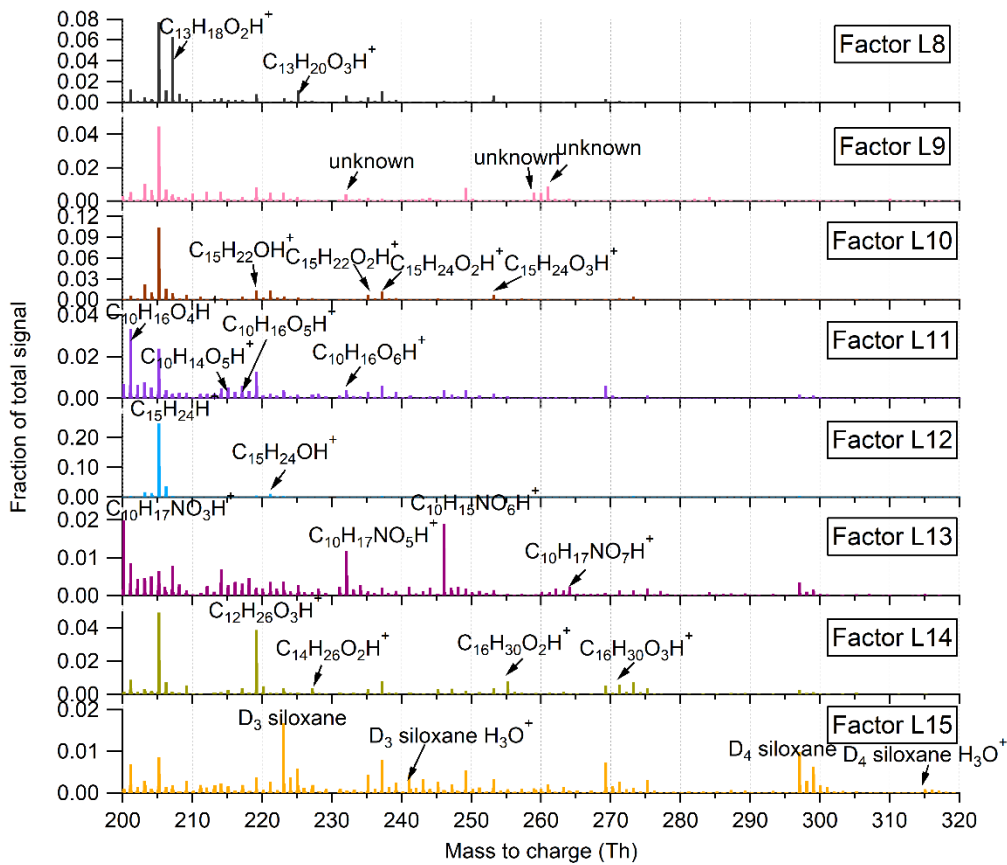 Fraction of total signal
0.08
0.06
0.04
0.02
0.00
C13H18O2H+
C13H20O3H+
Factor L8
0.04
0.02
0.00
unknown
unknown
unknown
Factor L9
0.12
0.09
0.06
0.03
0.00
C15H22OH+
C15H22O2H+
C15H24O2H+
C15H24O3H+
Factor L10
0.04
0.02
0.00
C10H16O4H+
C10H14O5H+
C10H16O5H+
C10H16O6H+
Factor L11
0.20
0.10
0.00
C15H24H+
C15H24OH+
Factor L12
0.02
0.01
0.00
C10H17NO3H+
C10H17NO5H+
C10H15NO6H+
C10H17NO7H+
Factor L13
0.04
0.02
0.00
C12H26O3H+
C14H26O2H+
C16H30O2H+
C16H30O3H+
Factor L14
0.02
0.01
0.00
D3 siloxane
D3 siloxane H3O+
D4 siloxane
D4 siloxane H3O+
Factor L15
200 210 220 230 240 250 260 270 280 290 300 310 320
Mass to charge (Th)